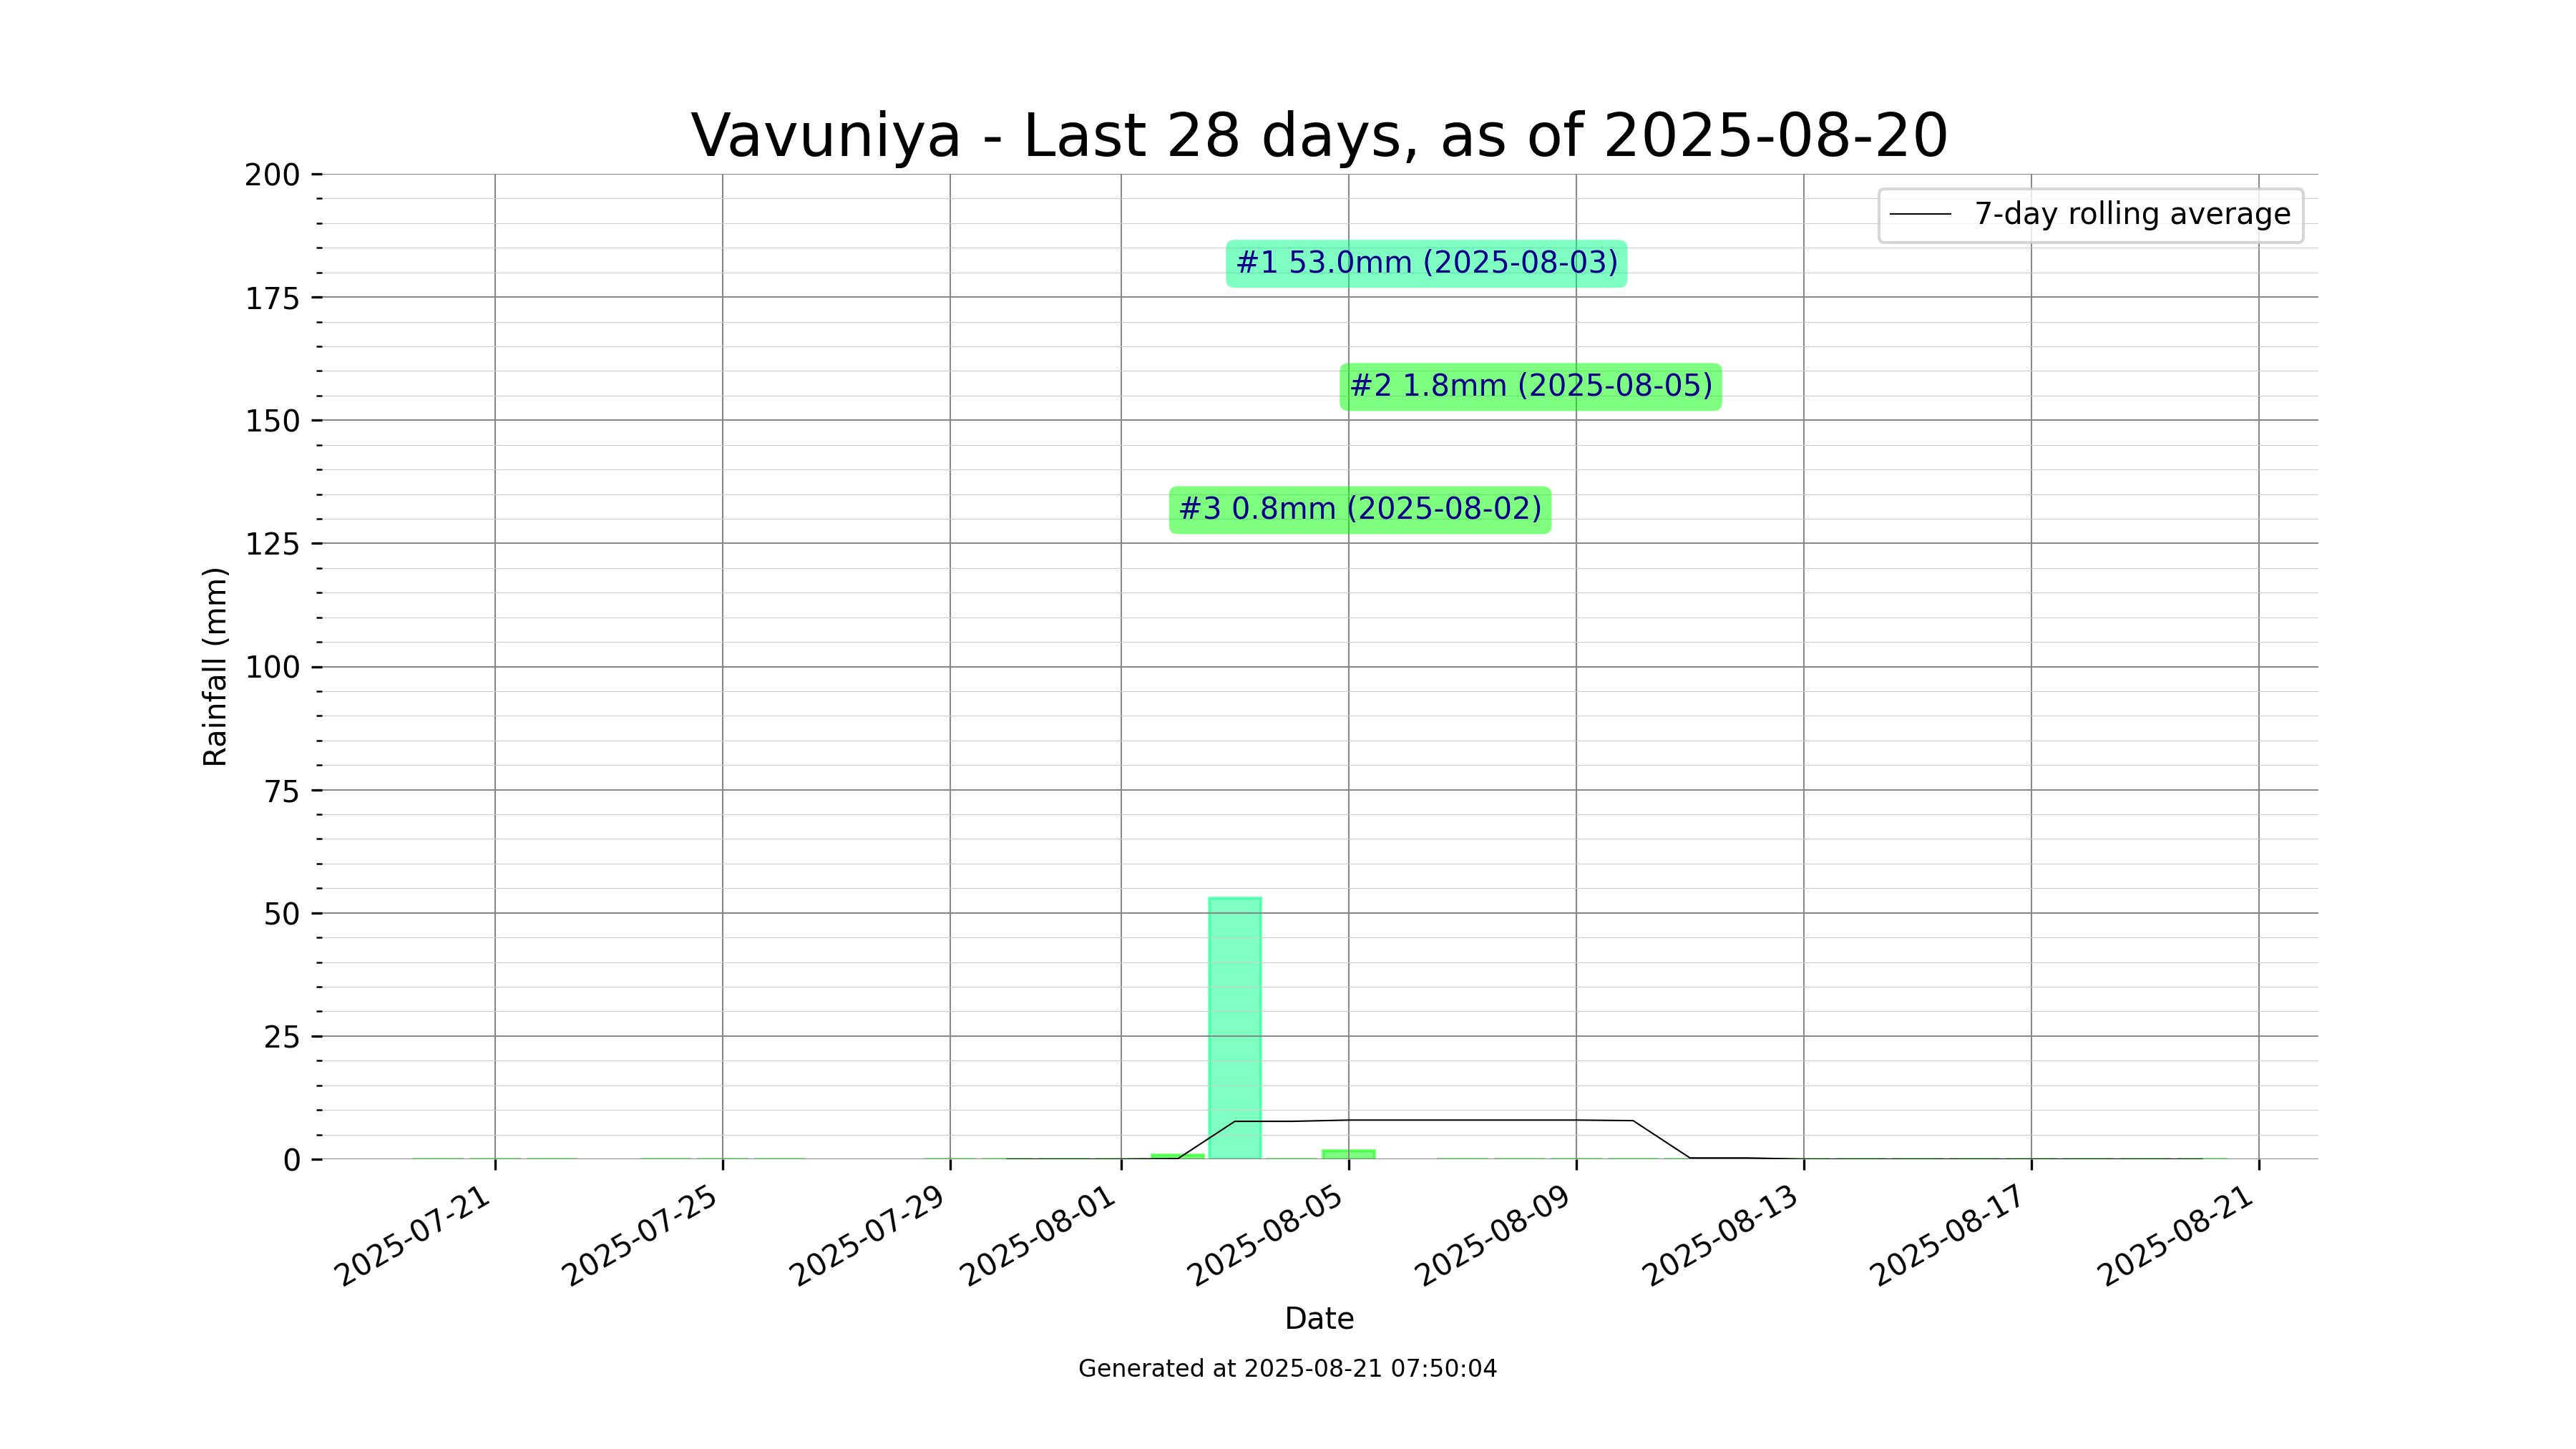 Vavuniya - Last 28 days, as of 2025-08-20
200
175
150
125
100
75
50
25
0
Rainfall (mm)
7-day rolling average
#1 53.0mm (2025-08-03)
#2 1.8mm (2025-08-05)
#3 0.8mm (2025-08-02)
2025-07-21
2025-07-25
2025-07-29
2025-08-01
2025-08-05
2025-08-09
2025-08-13
2025-08-17
2025-08-21
Date
Generated at 2025-08-21 07:50:04